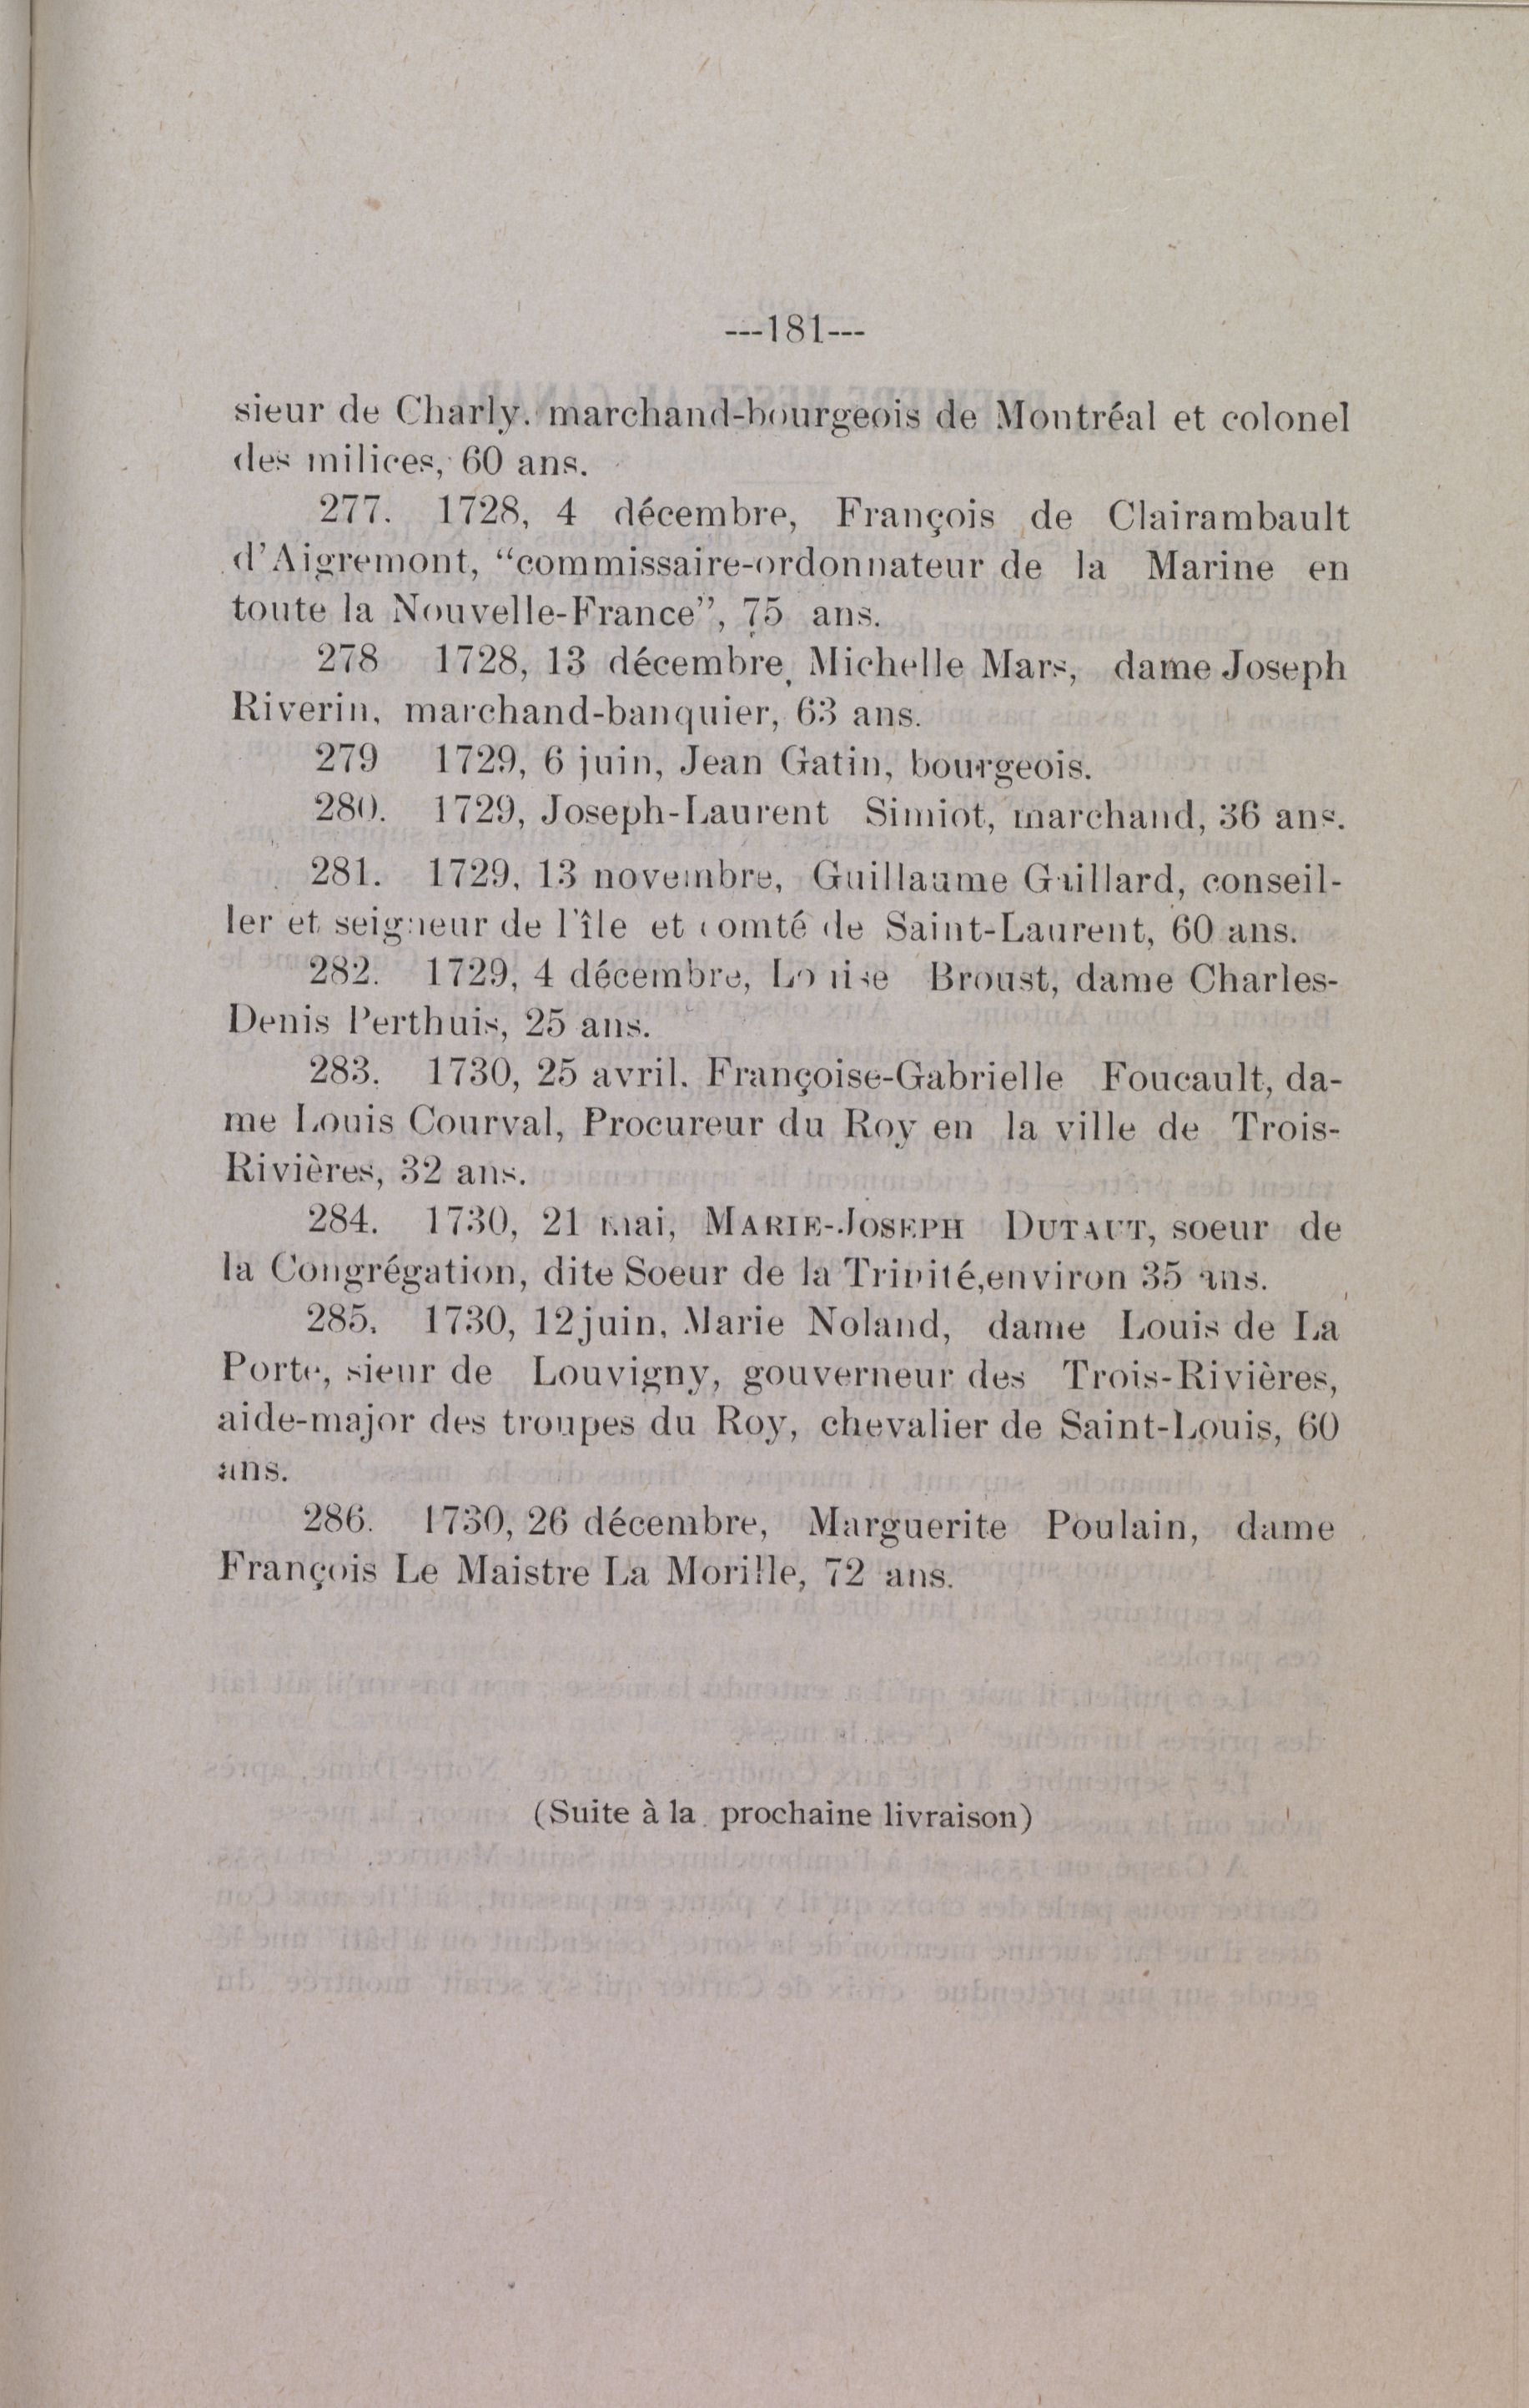 ---181---
sieur de Charly. marchand-bourgeois de Montréal et colonel
des milices, 60 ans.
277. 1728, 4 décembre, François de Clairambault
d'Aigremont, “commissaire-ordonnateur de la Marine en
toute la Nouvelle-France”, 75 ans.
278 1728, 13 décembre, Michelle Mars, dame Joseph
Riverin, marchand-banquier, 63 ans.
279 1729, 6 juin, Jean Gatin, bourgeois.
280. 1729, Joseph-Laurent Simiot, marchand, 36 ans.
281. 1729, 13 novembre, Guillaume Gaillard, conseil-
ler et seigneur de l'île et comté de Saint-Laurent, 60 ans.
282. 1729, 4 décembre, Louise Broust, dame Charles-
Denis Perthuis, 25 ans.
283. 1730, 25 avril. Françoise-Gabrielle Foucault, da-
me Louis Courval, Procureur du Roy en la ville de Trois-
Rivières, 32 ans.
284. 1730, 21 mai, MARIE-JOSEPH DUTAUT, soeur de
la Congrégation, dite Soeur de la Trinité,environ 35 ans.
285. 1730, 12 juin, Marie Noland, dame Louis de La
Porte, sieur de Louvigny, gouverneur des Trois-Rivières,
aide-major des troupes du Roy, chevalier de Saint-Louis, 60
ans.
286. 1730, 26 décembre, Marguerite Poulain, dame
François Le Maistre La Morille, 72 ans.
(Suite à la prochaine livraison)